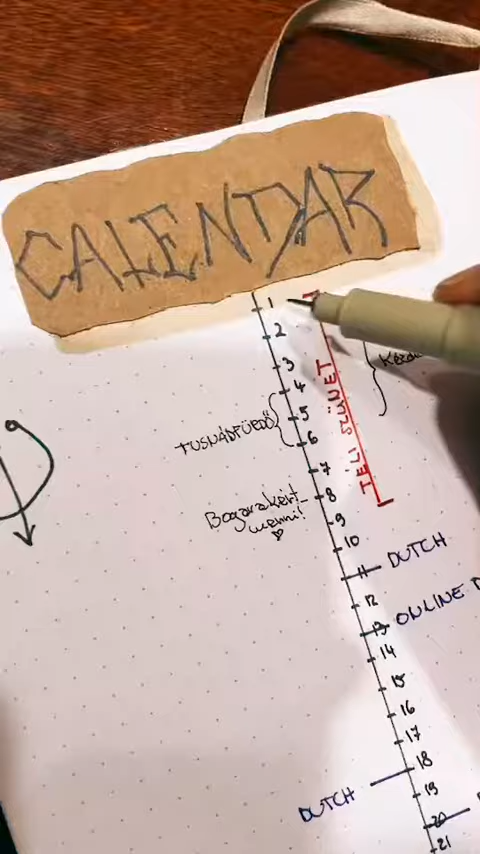 CALENDAR
1
2
3
4
5
6
7
8
9
10
11
12
13
14
15
16
17
18
19
20
21
TÉLI SZÜNET
TUSNÁDFÜRDŐ
Bogarakért
menni!
DUTCH
ONLINE
DUTCH